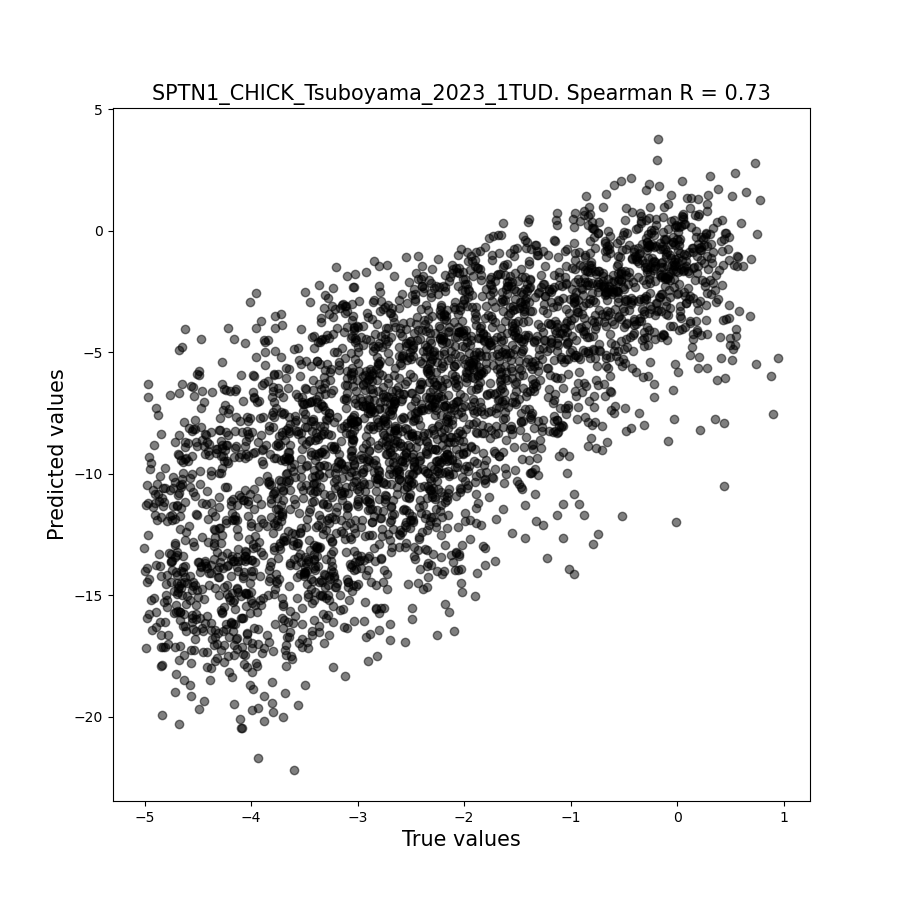 SPTN1_CHICK_Tsuboyama_2023_1TUD. Spearman R = 0.73
5
0
−5
−10
−15
−20
Predicted values
−5 −4 −3 −2 −1 0 1
True values